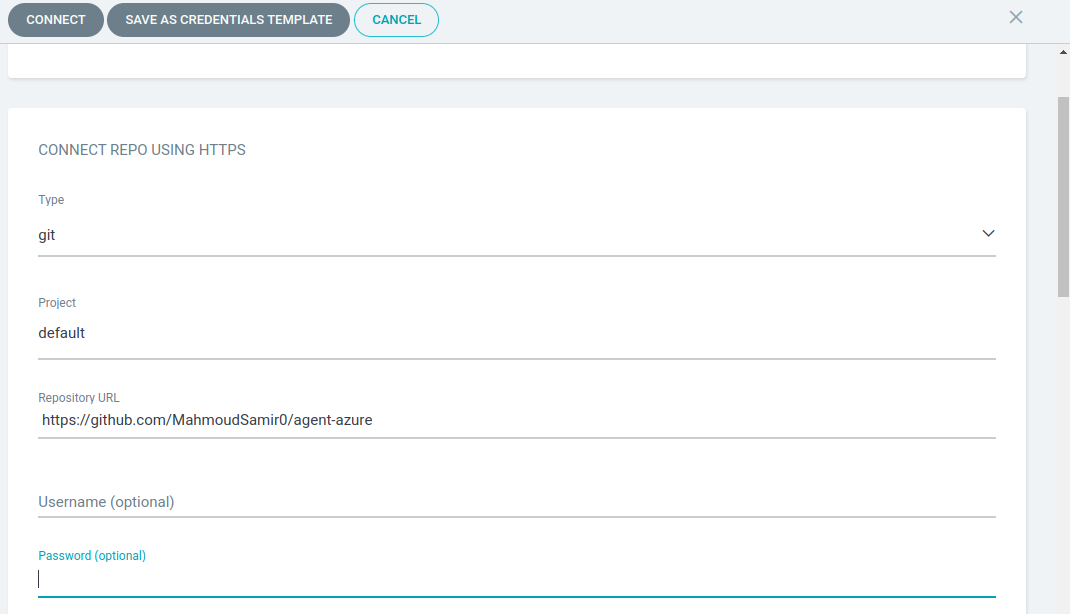 CONNECT SAVE AS CREDENTIALS TEMPLATE CANCEL
CONNECT REPO USING HTTPS
Type
git
Project
default
Repository URL
https://github.com/MahmoudSamir0/agent-azure
Username (optional)
Password (optional)